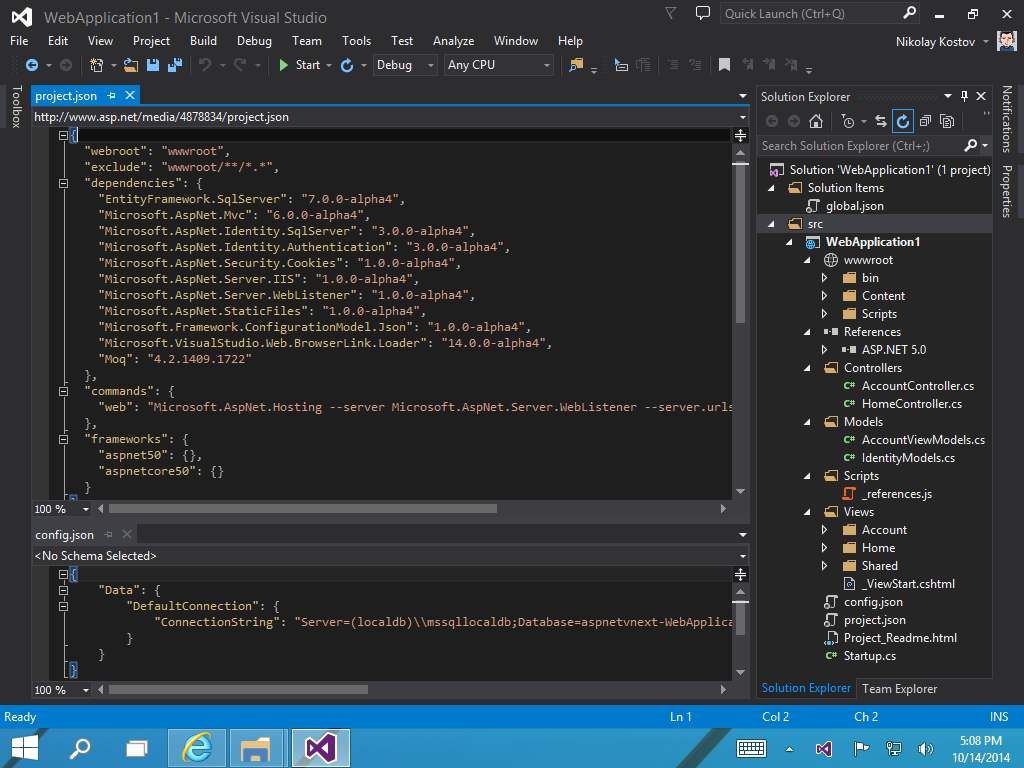 WebApplication1 - Microsoft Visual Studio
Quick Launch (Ctrl+Q)
File Edit View Project Build Debug Team Tools Test Analyze Window Help
Nikolay Kostov
Start Debug Any CPU
Toolbox
project.json
http://www.asp.net/media/4878834/project.json
{
"webroot": "wwwroot",
"exclude": "wwwroot/**/*.*",
"dependencies": {
"EntityFramework.SqlServer": "7.0.0-alpha4",
"Microsoft.AspNet.Mvc": "6.0.0-alpha4",
"Microsoft.AspNet.Identity.SqlServer": "3.0.0-alpha4",
"Microsoft.AspNet.Identity.Authentication": "3.0.0-alpha4",
"Microsoft.AspNet.Security.Cookies": "1.0.0-alpha4",
"Microsoft.AspNet.Server.IIS": "1.0.0-alpha4",
"Microsoft.AspNet.Server.WebListener": "1.0.0-alpha4",
"Microsoft.AspNet.StaticFiles": "1.0.0-alpha4",
"Microsoft.Framework.ConfigurationModel.Json": "1.0.0-alpha4",
"Microsoft.VisualStudio.Web.BrowserLink.Loader": "14.0.0-alpha4",
"Moq": "4.2.1409.1722"
},
"commands": {
"web": "Microsoft.AspNet.Hosting --server Microsoft.AspNet.Server.WebListener --server.urls
},
"frameworks": {
"aspnet50": {},
"aspnetcore50": {}
}
}
100 %
config.json
<No Schema Selected>
{
"Data": {
"DefaultConnection": {
"ConnectionString": "Server=(localdb)\\mssqllocaldb;Database=aspnetvnext-WebApplica
}
}
}
100 %
Solution Explorer
Search Solution Explorer (Ctrl+;)
Solution 'WebApplication1' (1 project)
Solution Items
global.json
src
WebApplication1
wwwroot
bin
Content
Scripts
References
ASP.NET 5.0
Controllers
C# AccountController.cs
C# HomeController.cs
Models
C# AccountViewModels.cs
C# IdentityModels.cs
Scripts
_references.js
Views
Account
Home
Shared
_ViewStart.cshtml
config.json
project.json
Project_Readme.html
C# Startup.cs
Solution Explorer Team Explorer
Notifications
Properties
Ready Ln 1 Col 2 Ch 2 INS
5:08 PM
10/14/2014